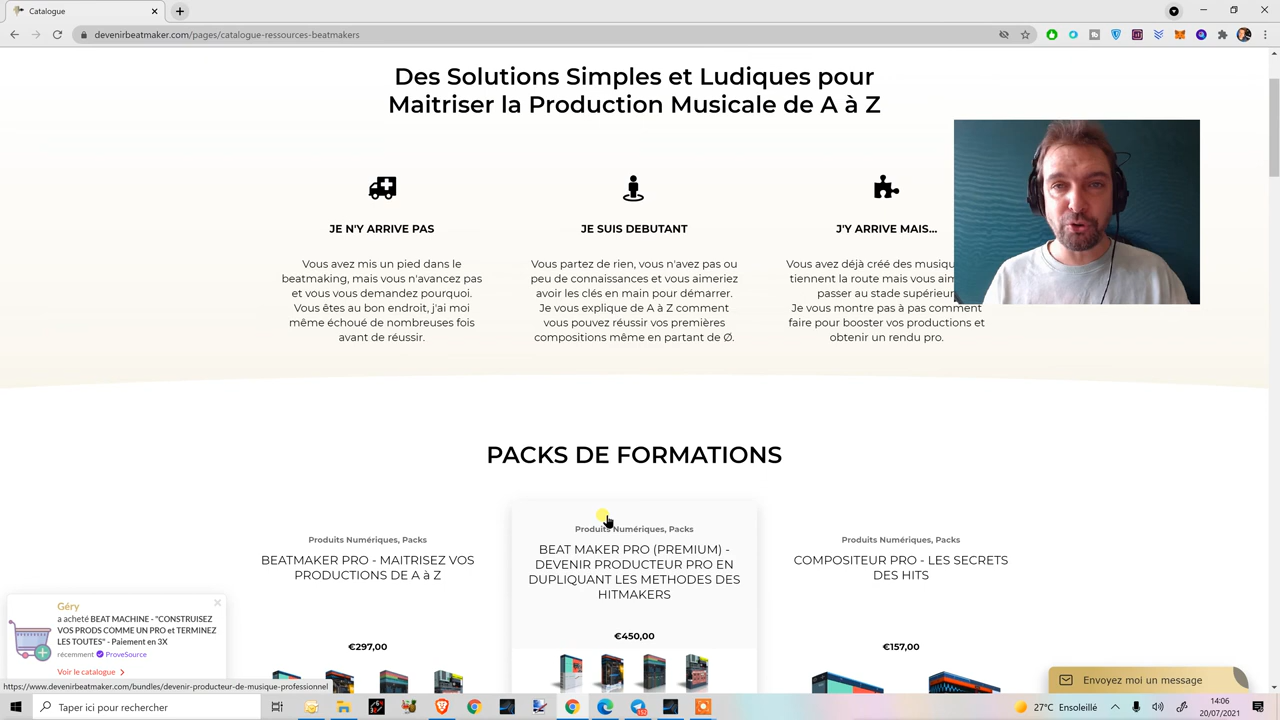 Catalogue
devenirbeatmaker.com/pages/catalogue-ressources-beatmakers
Des Solutions Simples et Ludiques pour
Maitriser la Production Musicale de A à Z
JE N'Y ARRIVE PAS
Vous avez mis un pied dans le
beatmaking, mais vous n'avancez pas
et vous vous demandez pourquoi.
Vous êtes au bon endroit, j'ai moi
même échoué de nombreuses fois
avant de réussir.
JE SUIS DEBUTANT
Vous partez de rien, vous n'avez pas ou
peu de connaissances et vous aimeriez
avoir les clés en main pour démarrer.
Je vous explique de A à Z comment
vous pouvez réussir vos premières
compositions même en partant de Ø.
J'Y ARRIVE MAIS...
Vous avez déjà créé des
tiennent la route mais vous
passer au stade
Je vous montre pas à pas comment
faire pour booster vos productions et
obtenir un rendu pro.
PACKS DE FORMATIONS
Produits Numériques, Packs
BEATMAKER PRO - MAITRISEZ VOS
PRODUCTIONS DE A à Z
€297,00
Produits Numériques, Packs
BEAT MAKER PRO (PREMIUM) -
DEVENIR PRODUCTEUR PRO EN
DUPLIQUANT LES METHODES DES
HITMAKERS
€450,00
Produits Numériques, Packs
COMPOSITEUR PRO - LES SECRETS
DES HITS
€157,00
Géry
a acheté BEAT MACHINE - "CONSTRUISEZ
VOS PRODS COMME UN PRO et TERMINEZ
LES TOUTES" - Paiement en 3X
récemment ProveSource
Voir le catalogue
https://www.devenirbeatmaker.com/bundles/devenir-producteur-de-musique-professionnel
Envoyez moi un message
Taper ici pour rechercher
27°C Ensoleillé
14:06
20/07/2021